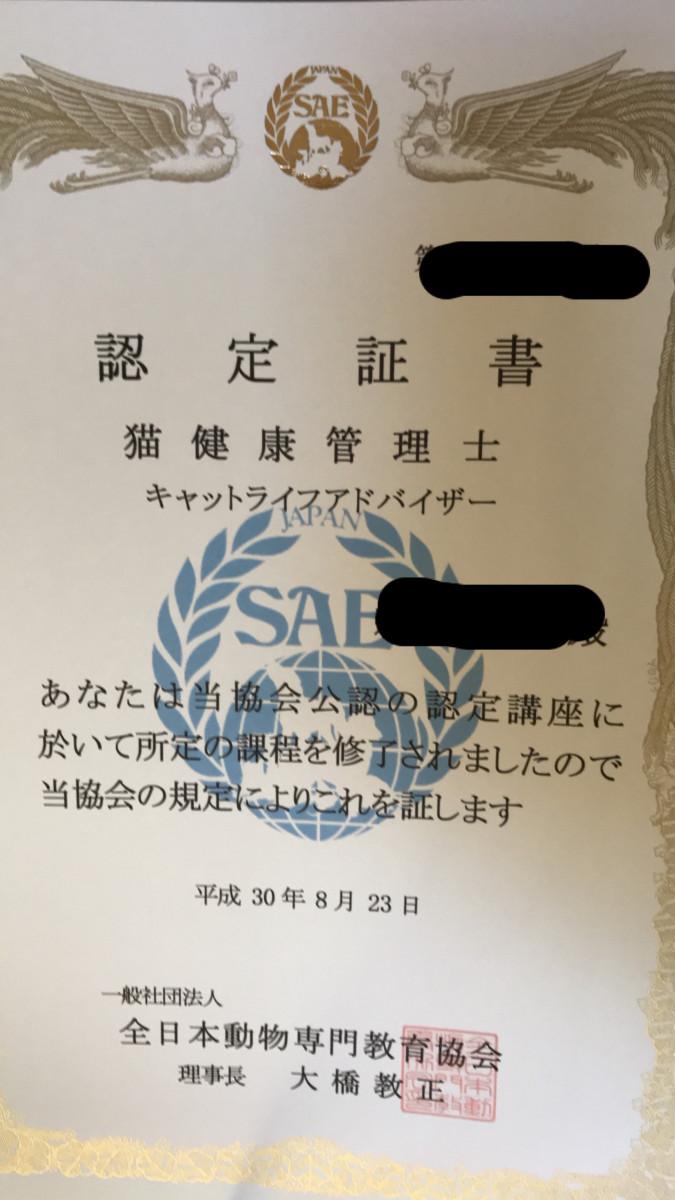 JAPAN
SAE
第
認定証書
猫健康管理士
キャットライフアドバイザー
JAPAN
SAE
殿
あなたは当協会公認の認定講座に
於いて所定の課程を修了されましたので
当協会の規定によりこれを証します
平成30年8月23日
一般社団法人
全日本動物専門教育協会
理事長 大橋教正